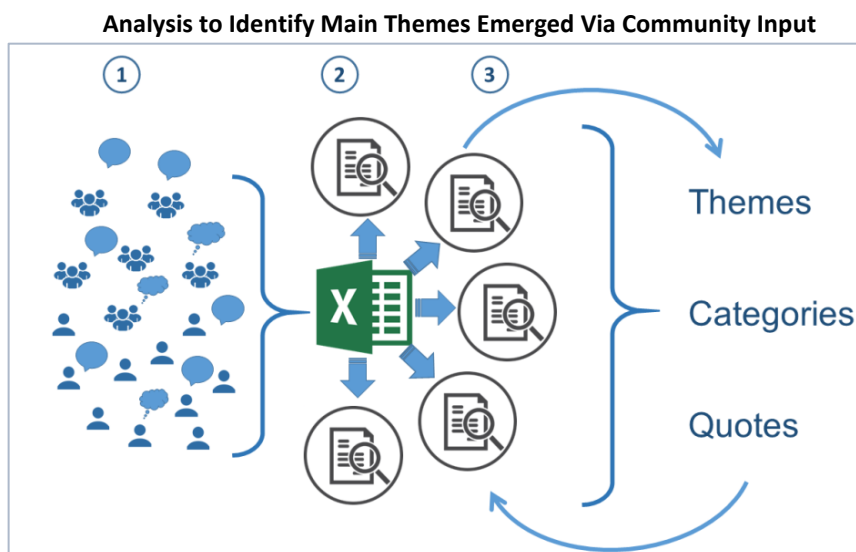 Analysis to Identify Main Themes Emerged Via Community Input
1
2
3
X
Themes
Categories
Quotes